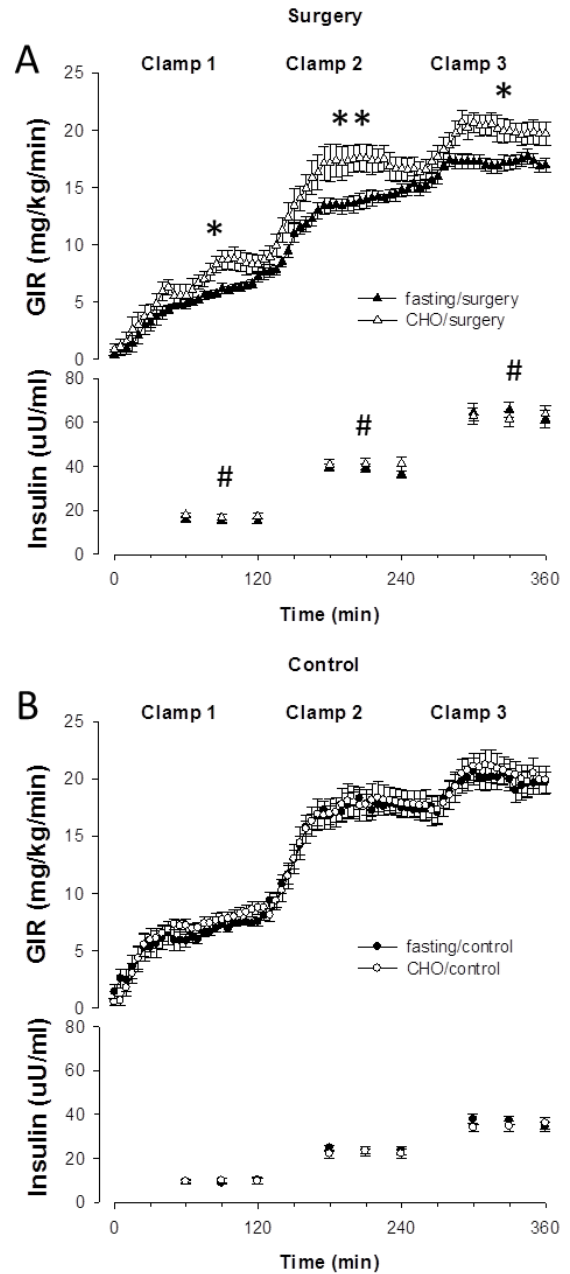 Surgery
A
Clamp 1 Clamp 2 Clamp 3
25
20
15
10
5
0
GIR (mg/kg/min)
*
**
*
fasting/surgery
CHO/surgery
80
60
40
20
0
Insulin (uU/ml)
#
#
#
0 120 240 360
Time (min)
Control
B
Clamp 1 Clamp 2 Clamp 3
25
20
15
10
5
0
GIR (mg/kg/min)
fasting/control
CHO/control
80
60
40
20
0
Insulin (uU/ml)
0 120 240 360
Time (min)